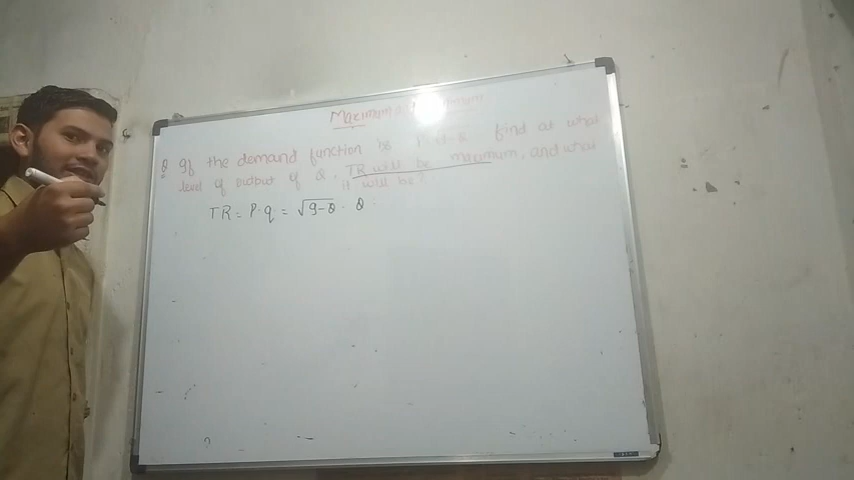 Maximum
Q If the demand function be find at what
level of output of Q, TR will be maximum, and what
it will be?
TR = P.q = √9-Q . Q